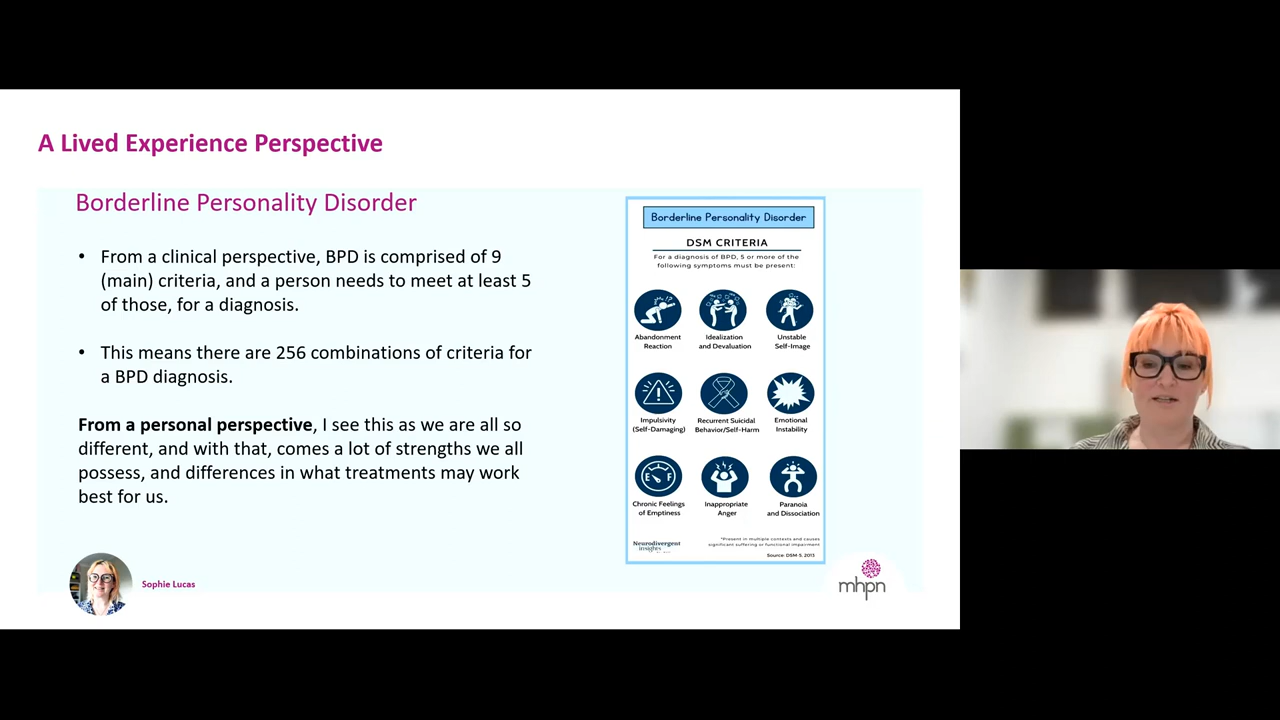 A Lived Experience Perspective
Borderline Personality Disorder
• From a clinical perspective, BPD is comprised of 9
(main) criteria, and a person needs to meet at least 5
of those, for a diagnosis.
• This means there are 256 combinations of criteria for
a BPD diagnosis.
From a personal perspective, I see this as we are all so
different, and with that, comes a lot of strengths we all
possess, and differences in what treatments may work
best for us.
Sophie Lucas
Borderline Personality Disorder
DSM CRITERIA
For a diagnosis of BPD, 5 or more of the
following symptoms must be present:
Abandonment
Reaction
Idealization
and Devaluation
Unstable
Self-Image
Impulsivity
(Self-Damaging)
Recurrent Suicidal
Behavior/Self-Harm
Emotional
Instability
E F
Chronic Feelings
of Emptiness
Inappropriate
Anger
Paranoia
and Dissociation
*Present in multiple contexts and causes
significant suffering or functional impairment
Neurodivergent
insights
Source: DSM-5, 2013
mhpn